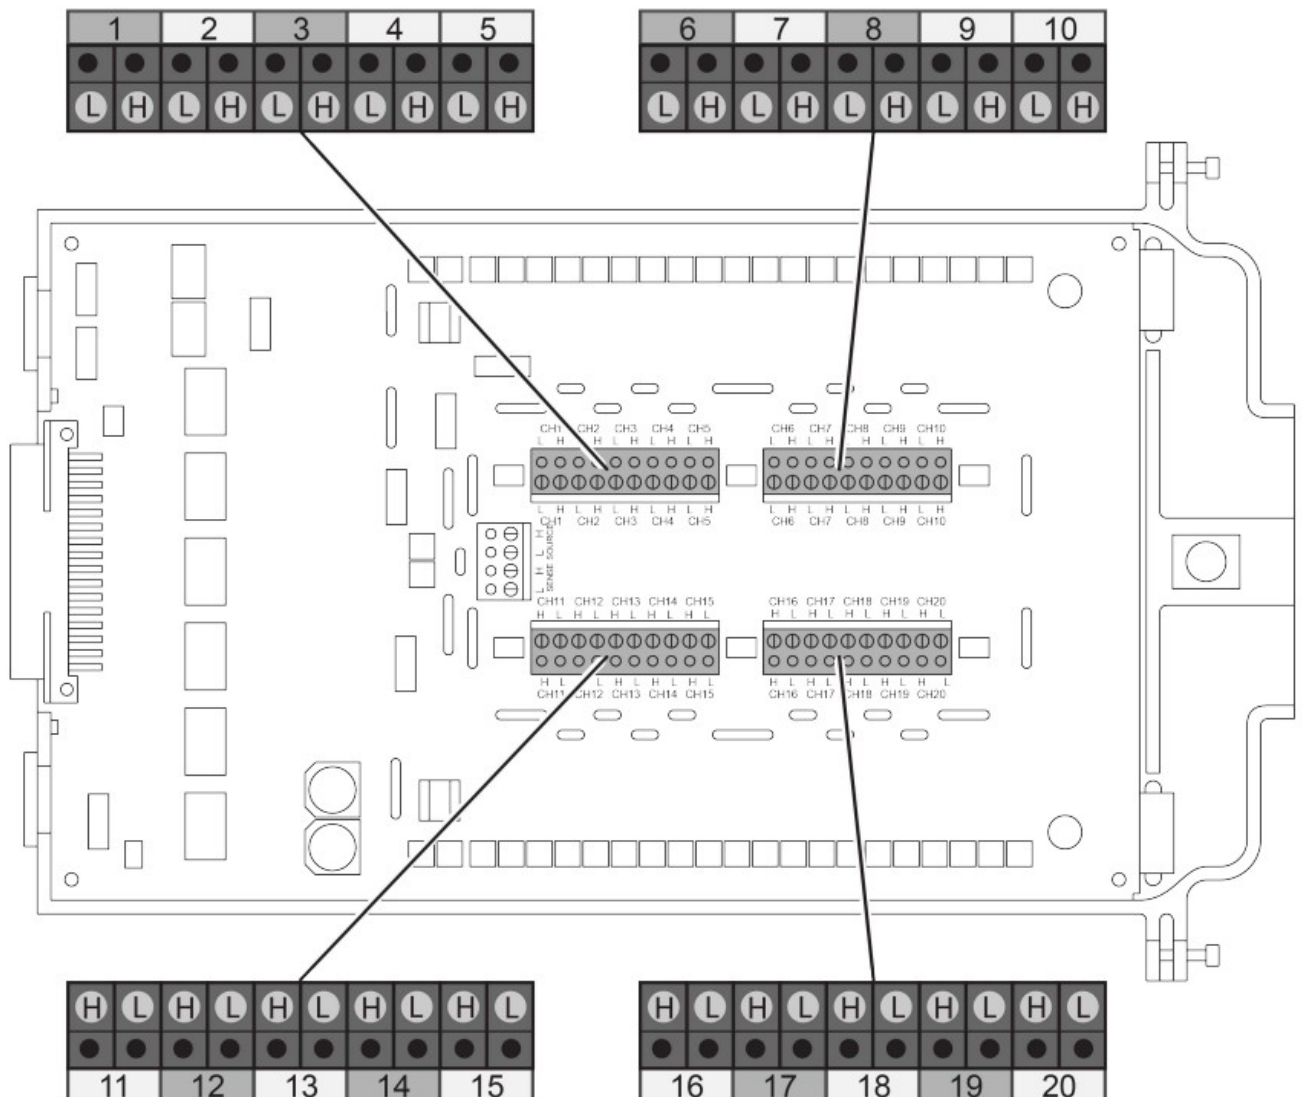 1 2 3 4 5
L H L H L H L H L H
6 7 8 9 10
L H L H L H L H L H
CH1 CH2 CH3 CH4 CH5
L H H L H L H L H
CH6 CH7 CH8 CH9 CH10
L H L H L H L H L H
L H L H L H L H L H
CH1 CH2 CH3 CH4 CH5
L H L H L H L H L H
CH6 CH7 CH8 CH9 CH10
H L H L
SENSE SOURCE
CH11 CH12 CH13 CH14 CH15
H L H L H L H L H L
CH16 CH17 CH18 CH19 CH20
H L H L H L H L H L
H L L H L H L H L
CH11 CH12 CH13 CH14 CH15
H L H L H L H L H L
CH16 CH17 CH18 CH19 CH20
H L H L H L H L H L
11 12 13 14 15
H L H L H L H L H L
16 17 18 19 20